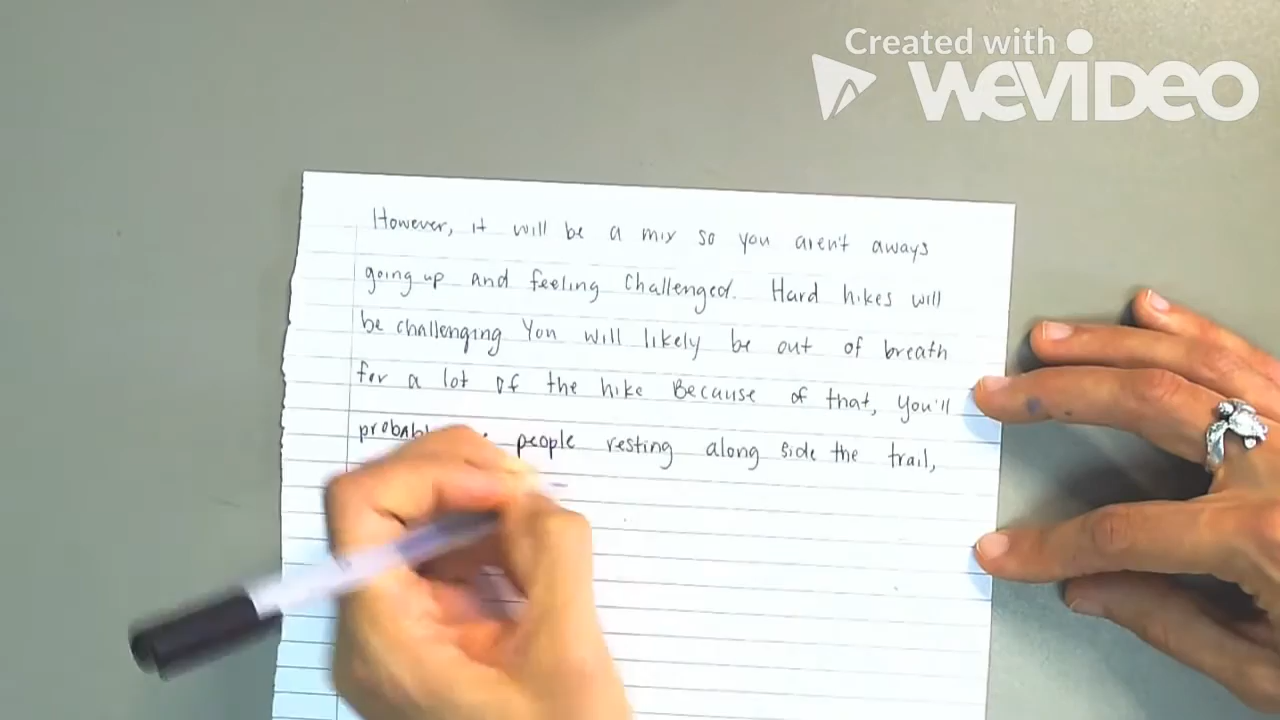 Created with
WEVIDEO
However, it will be a mix so you aren't aways
going up and feeling challenged. Hard hikes will
be challenging You will likely be out of breath
for a lot of the hike Because of that, you'll
people resting along side the trail,